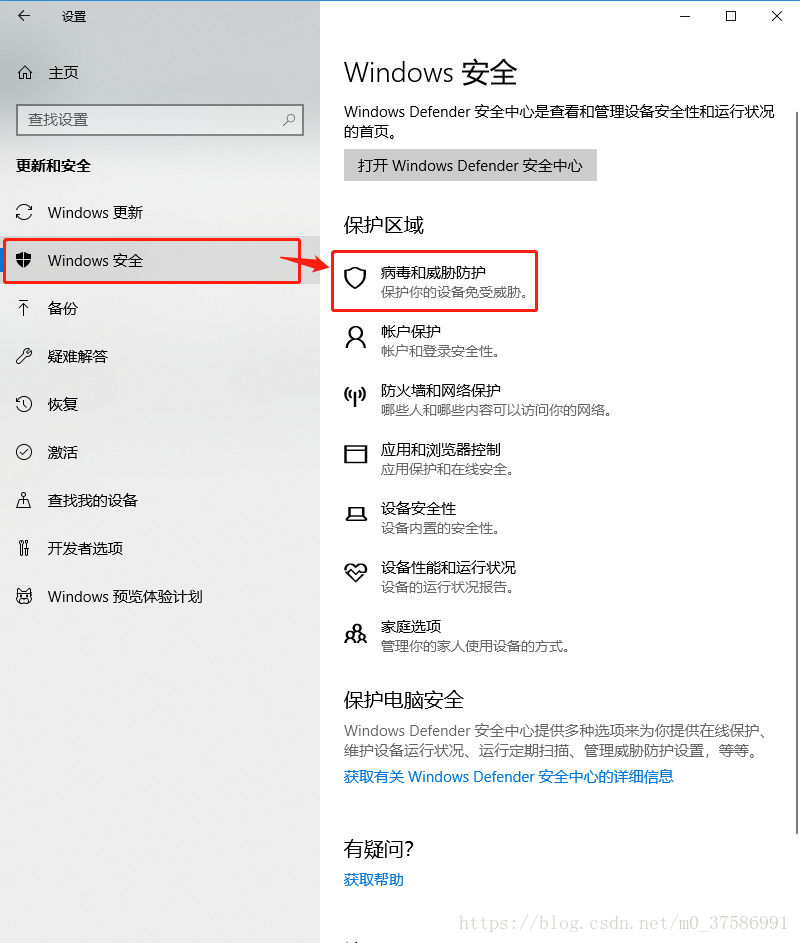 设置
主页
查找设置
更新和安全
Windows 更新
Windows 安全
备份
疑难解答
恢复
激活
查找我的设备
开发者选项
Windows 预览体验计划
Windows 安全
Windows Defender 安全中心是查看和管理设备安全性和运行状况
的首页。
打开 Windows Defender 安全中心
保护区域
病毒和威胁防护
保护你的设备免受威胁。
帐户保护
帐户和登录安全性。
防火墙和网络保护
哪些人和哪些内容可以访问你的网络。
应用和浏览器控制
应用保护和在线安全。
设备安全性
设备内置的安全性。
设备性能和运行状况
设备的运行状况报告。
家庭选项
管理你的家人使用设备的方式。
保护电脑安全
Windows Defender 安全中心提供多种选项来为你提供在线保护、
维护设备运行状况、运行定期扫描、管理威胁防护设置，等等。
获取有关 Windows Defender 安全中心的详细信息
有疑问?
获取帮助
https://blog.csdn.net/m0_37586991